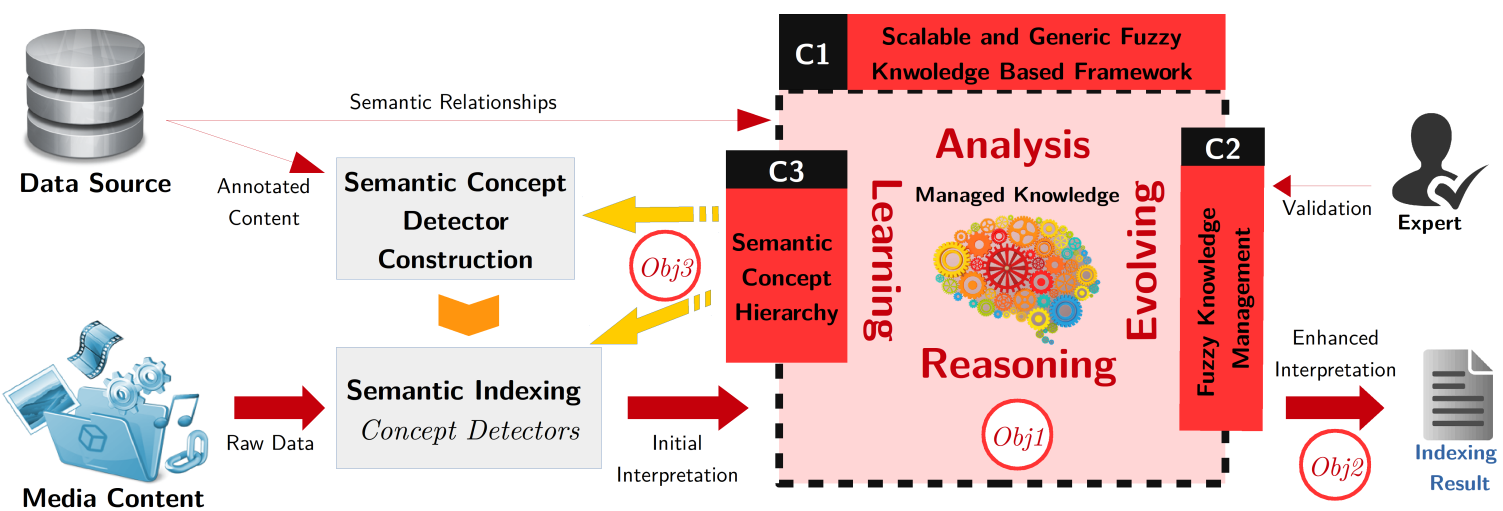 C1
Scalable and Generic Fuzzy
Knwoledge Based Framework
Semantic Relationships
Data Source
Annotated
Content
Semantic Concept
Detector
Construction
Obj3
C3
Semantic
Concept
Hierarchy
Analysis
Managed Knowledge
Learning
Evolving
Reasoning
Obj1
C2
Fuzzy Knowledge
Management
Validation
Expert
Media Content
Raw Data
Semantic Indexing
Concept Detectors
Initial
Interpretation
Enhanced
Interpretation
Obj2
Indexing
Result